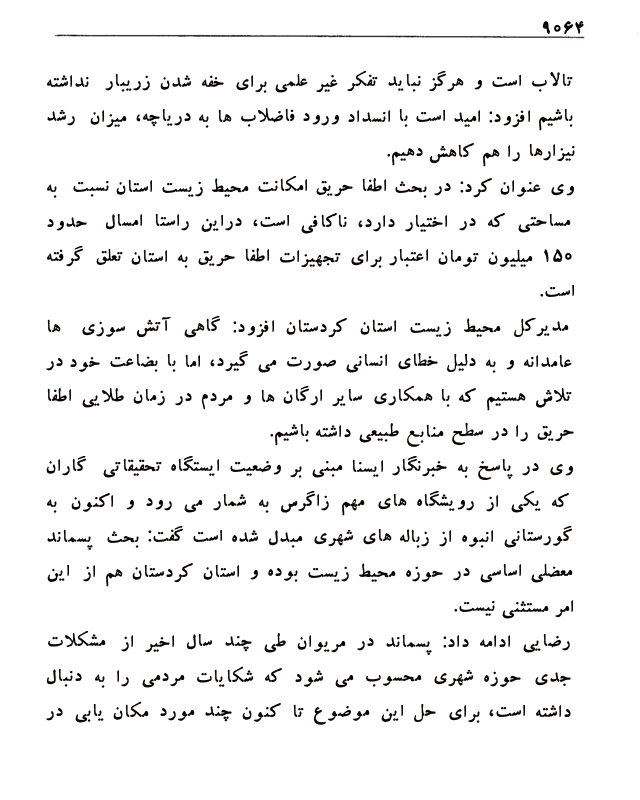 ۹۰۶۴
تالاب است و هرگز نباید تفکر غیر علمی برای خفه شدن زریبار نداشته
باشیم افزود: امید است با انسداد ورود فاضلاب ها به دریاچه، میزان رشد
نیزارها را هم کاهش دهیم.
وی عنوان کرد: در بحث اطفا حریق امکانت محیط زیست استان نسبت به
مساحتی که در اختیار دارد، ناکافی است، دراین راستا امسال حدود
۱۵۰ میلیون تومان اعتبار برای تجهیزات اطفا حریق به استان تعلق گرفته
است.
مدیرکل محیط زیست استان کردستان افزود: گاهی آتش سوزی ها
عامدانه و به دلیل خطای انسانی صورت می گیرد، اما با بضاعت خود در
تلاش هستیم که با همکاری سایر ارگان ها و مردم در زمان طلایی اطفا
حریق را در سطح منابع طبیعی داشته باشیم.
وی در پاسخ به خبرنگار ایسنا مبنی بر وضعیت ایستگاه تحقیقاتی گاران
که یکی از رویشگاه های مهم زاگرس به شمار می رود و اکنون به
گورستانی انبوه از زباله های شهری مبدل شده است گفت: بحث پسماند
معضلی اساسی در حوزه محیط زیست بوده و استان کردستان هم از این
امر مستثنی نیست.
رضایی ادامه داد: پسماند در مریوان طی چند سال اخیر از مشکلات
جدی حوزه شهری محسوب می شود که شکایات مردمی را به دنبال
داشته است، برای حل این موضوع تا کنون چند مورد مکان یابی در